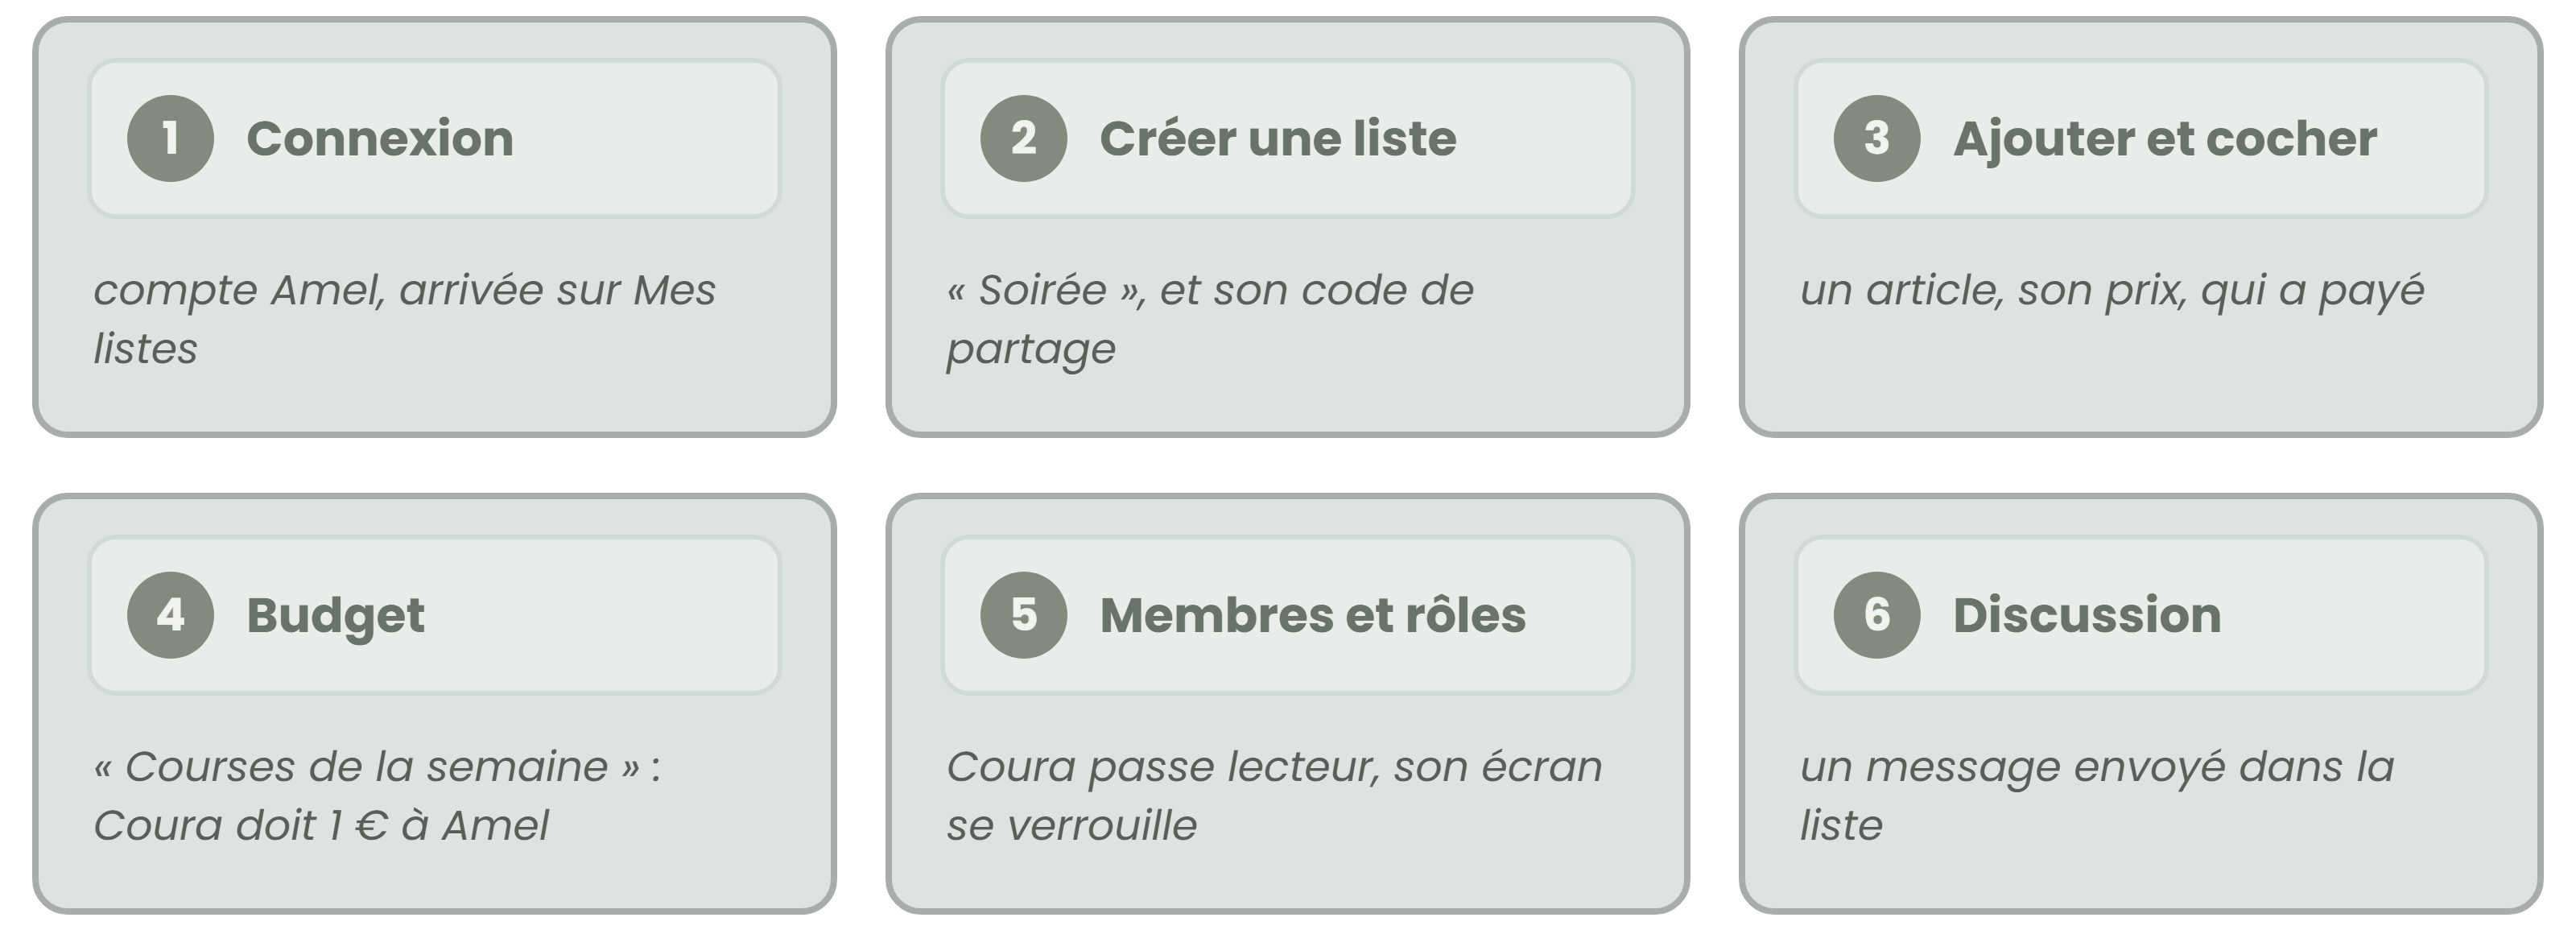 1 Connexion
compte Amel, arrivée sur Mes
listes
2 Créer une liste
« Soirée », et son code de
partage
3 Ajouter et cocher
un article, son prix, qui a payé
4 Budget
« Courses de la semaine » :
Coura doit 1 € à Amel
5 Membres et rôles
Coura passe lecteur, son écran
se verrouille
6 Discussion
un message envoyé dans la
liste